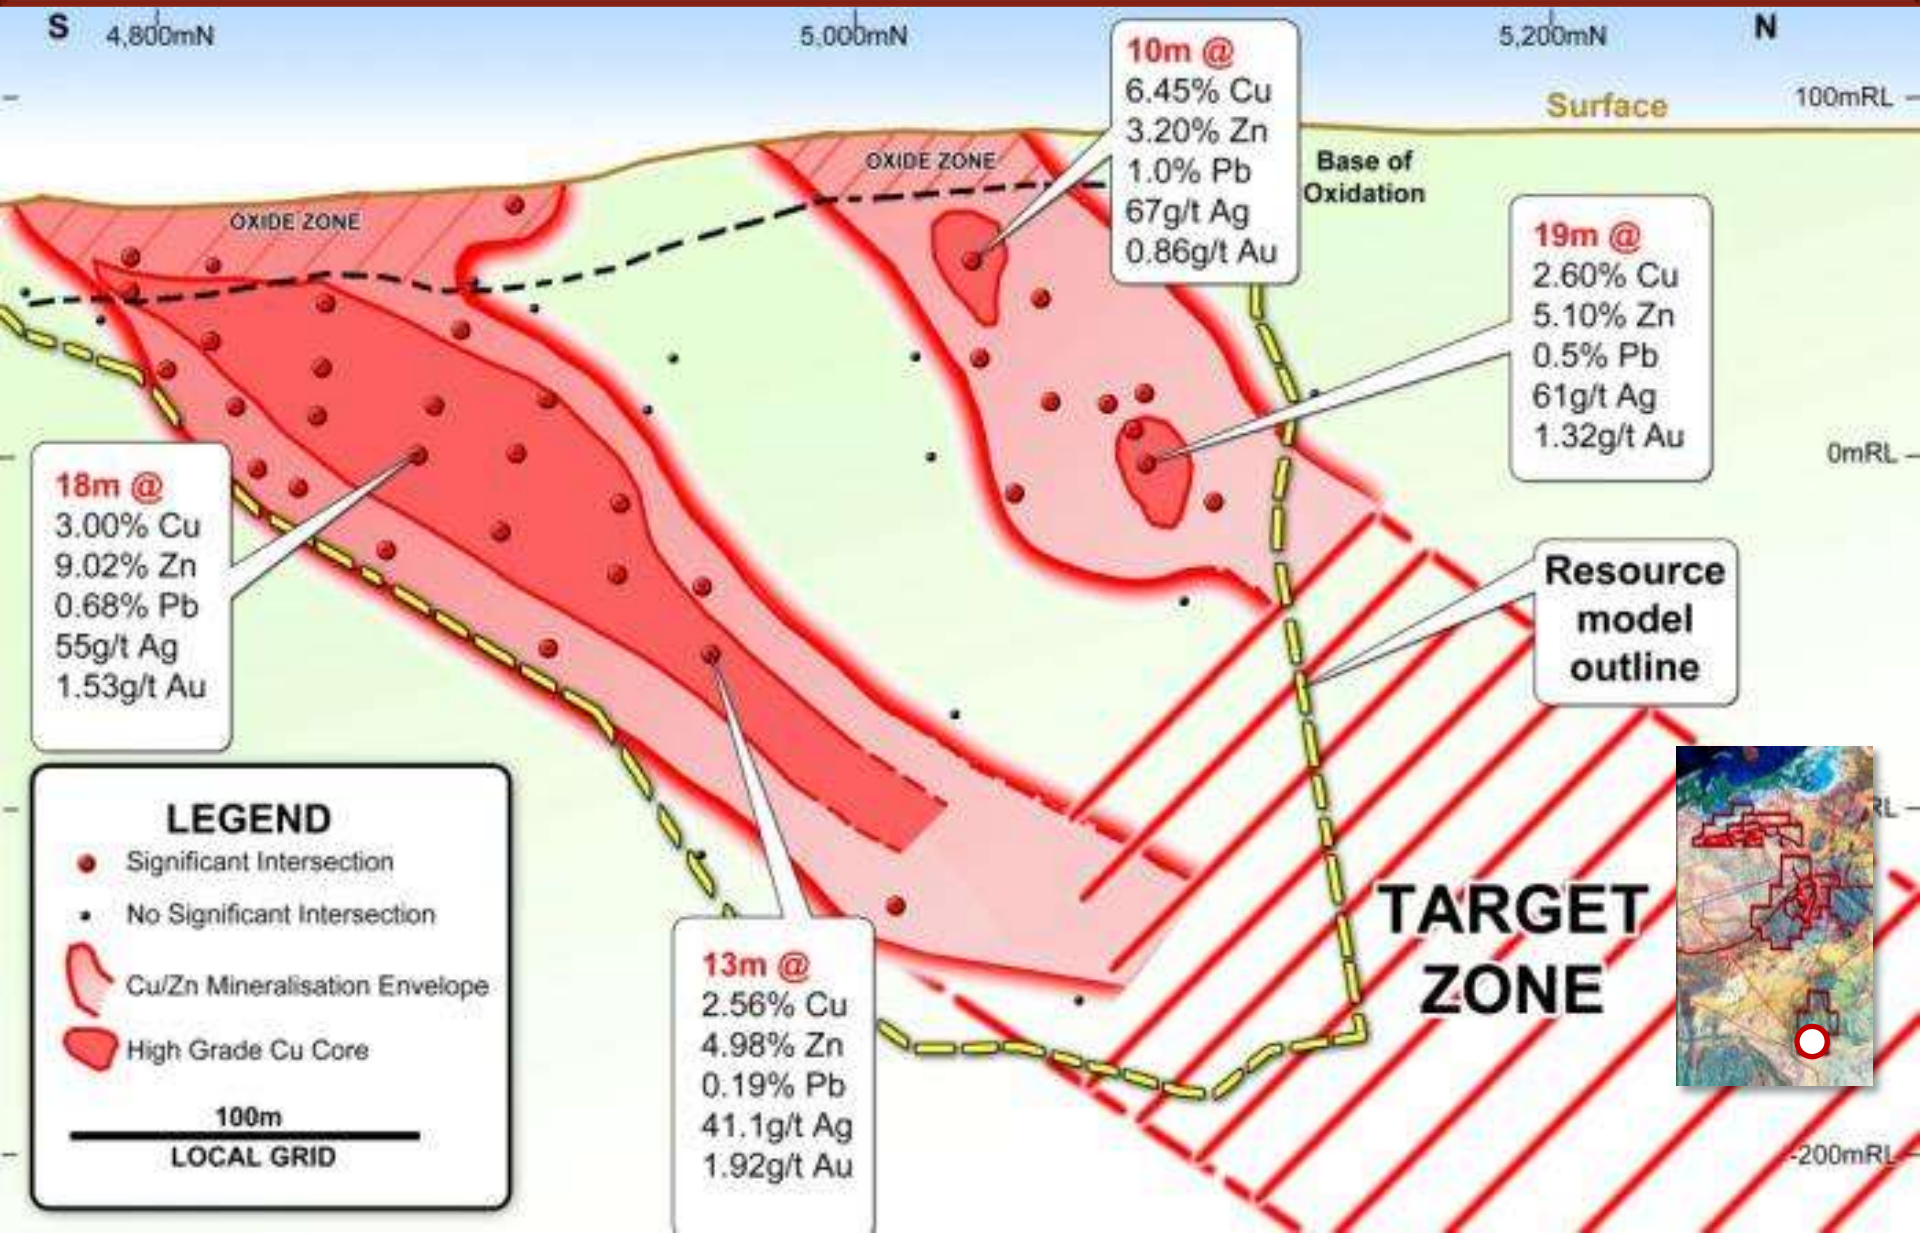 S
4,800mN
5,000mN
5,200mN
N
Surface
100mRL
10m @
6.45% Cu
3.20% Zn
1.0% Pb
67g/t Ag
0.86g/t Au
OXIDE ZONE
Base of
Oxidation
OXIDE ZONE
19m @
2.60% Cu
5.10% Zn
0.5% Pb
61g/t Ag
1.32g/t Au
0mRL
18m @
3.00% Cu
9.02% Zn
0.68% Pb
55g/t Ag
1.53g/t Au
Resource
model
outline
LEGEND
Significant Intersection
No Significant Intersection
Cu/Zn Mineralisation Envelope
High Grade Cu Core
100m
LOCAL GRID
13m @
2.56% Cu
4.98% Zn
0.19% Pb
41.1g/t Ag
1.92g/t Au
TARGET
ZONE
RL
-200mRL